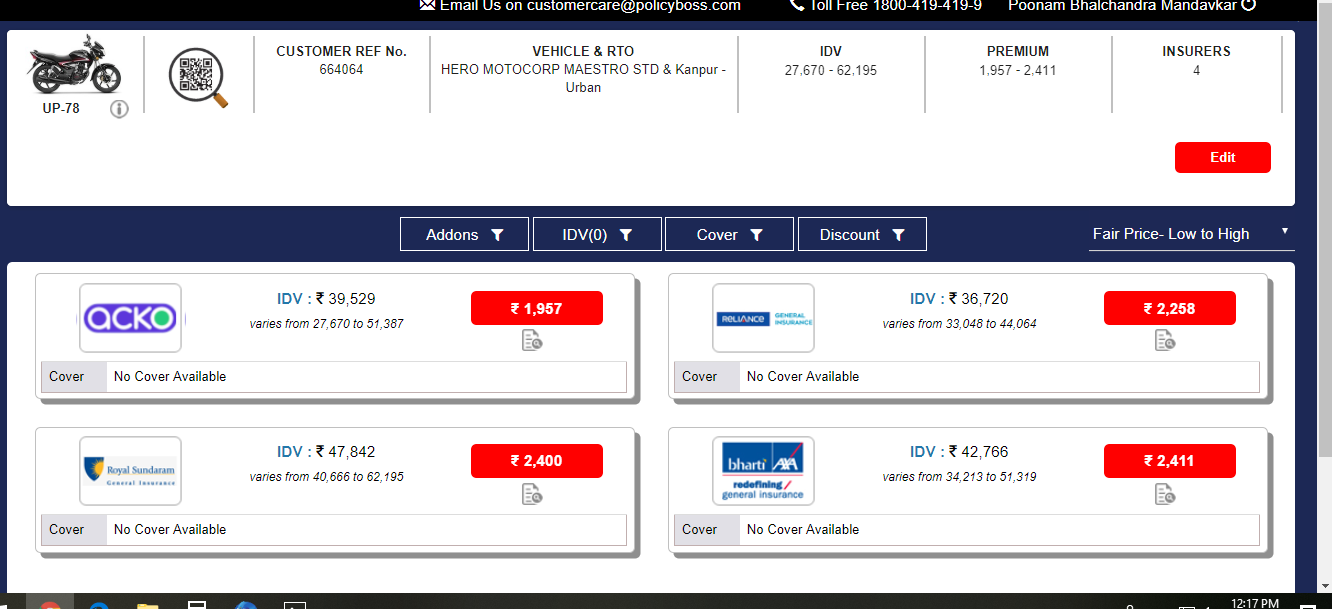 Email Us on customercare@policyboss.com Toll Free 1800-419-419-9 Poonam Bhalchandra Mandavkar
UP-78
CUSTOMER REF No.
664064
VEHICLE & RTO
HERO MOTOCORP MAESTRO STD & Kanpur -
Urban
IDV
27,670 - 62,195
PREMIUM
1,957 - 2,411
INSURERS
4
Edit
Addons IDV(0) Cover Discount Fair Price- Low to High
acko
IDV : ₹ 39,529
varies from 27,670 to 51,387
₹ 1,957
Cover No Cover Available
RELIANCE GENERAL
INSURANCE
IDV : ₹ 36,720
varies from 33,048 to 44,064
₹ 2,258
Cover No Cover Available
Royal Sundaram
General Insurance
IDV : ₹ 47,842
varies from 40,666 to 62,195
₹ 2,400
Cover No Cover Available
bharti AXA
redefining
general insurance
IDV : ₹ 42,766
varies from 34,213 to 51,319
₹ 2,411
Cover No Cover Available
12:17 PM